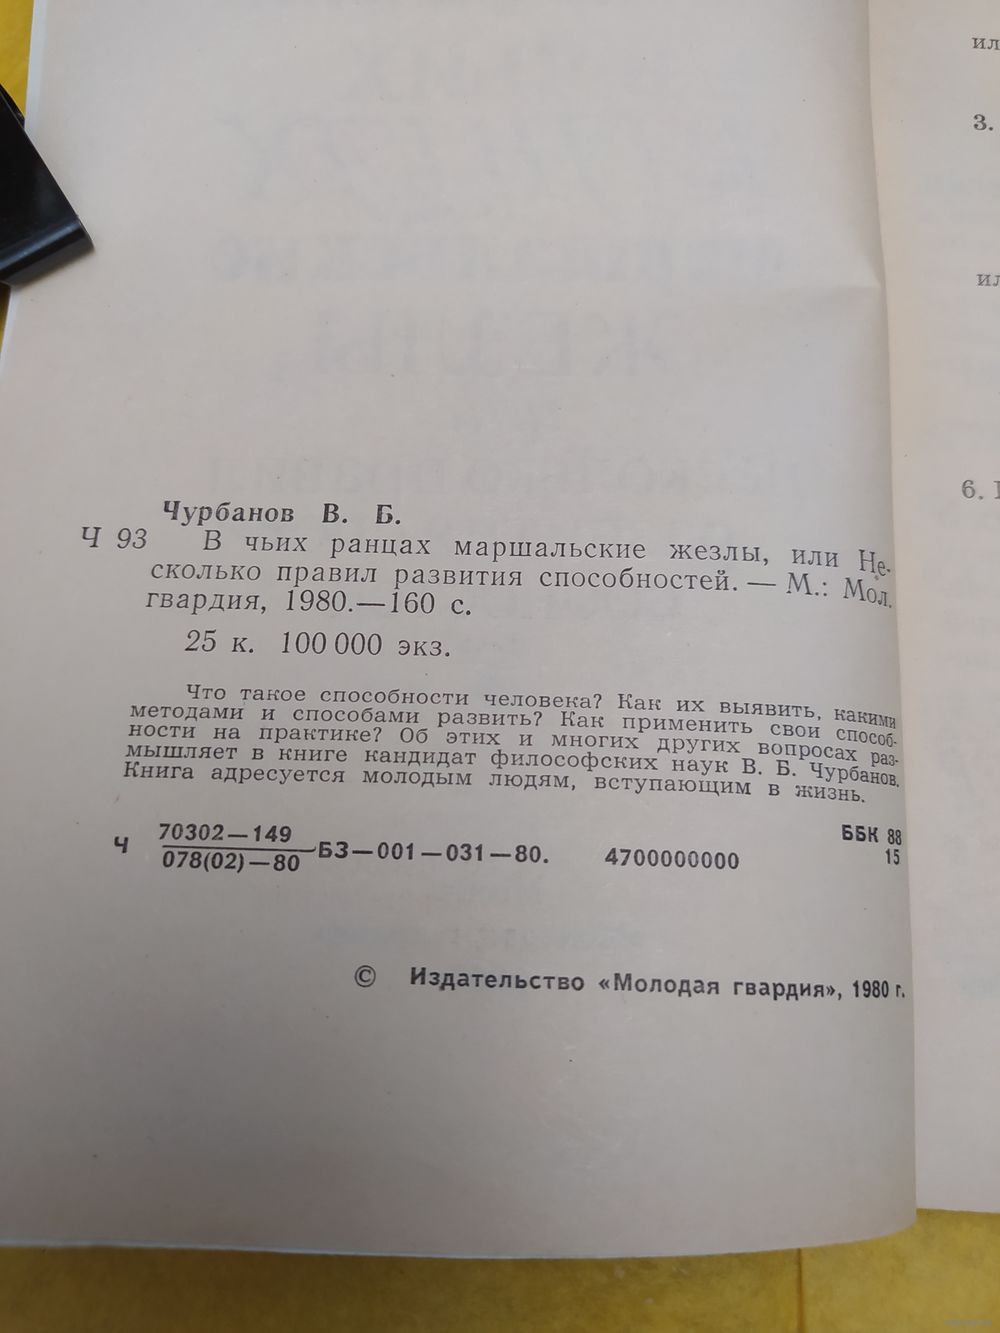 Чурбанов В. Б.
Ч 93 В чьих ранцах маршальские жезлы, или Не-
сколько правил развития способностей. — М.: Мол.
гвардия, 1980.—160 с.
25 к. 100 000 экз.
Что такое способности человека? Как их выявить, какими
методами и способами развить? Как применить свои способ-
ности на практике? Об этих и многих других вопросах раз-
мышляет в книге кандидат философских наук В. Б. Чурбанов.
Книга адресуется молодым людям, вступающим в жизнь.
Ч 70302—149
078(02)—80 БЗ—001—031—80. 4700000000
ББК 88
15
© Издательство «Молодая гвардия», 1980 г.
ил
3.
ил
6.